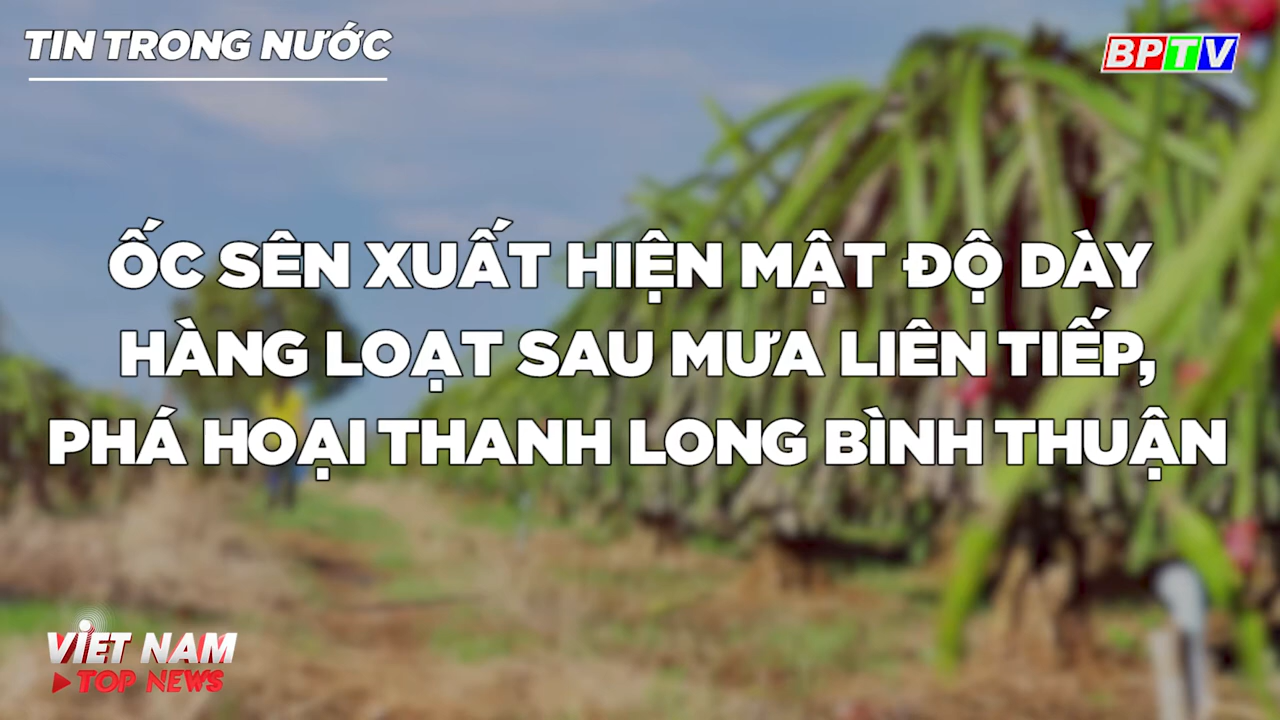 TIN TRONG NƯỚC
BPTV
ỐC SÊN XUẤT HIỆN MẬT ĐỘ DÀY
HÀNG LOẠT SAU MƯA LIÊN TIẾP,
PHÁ HOẠI THANH LONG BÌNH THUẬN
VIET NAM
TOP NEWS